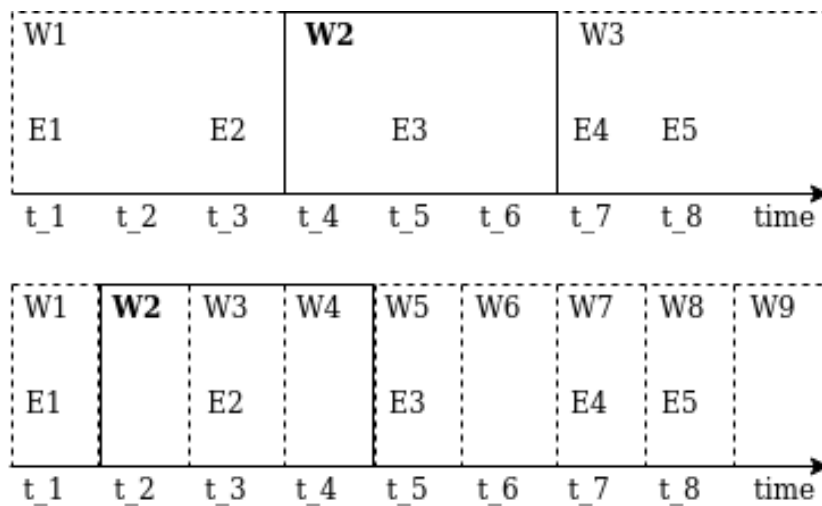 W1 W2 W3
E1 E2 E3 E4 E5
t_1 t_2 t_3 t_4 t_5 t_6 t_7 t_8 time
W1 W2 W3 W4 W5 W6 W7 W8 W9
E1 E2 E3 E4 E5
t_1 t_2 t_3 t_4 t_5 t_6 t_7 t_8 time